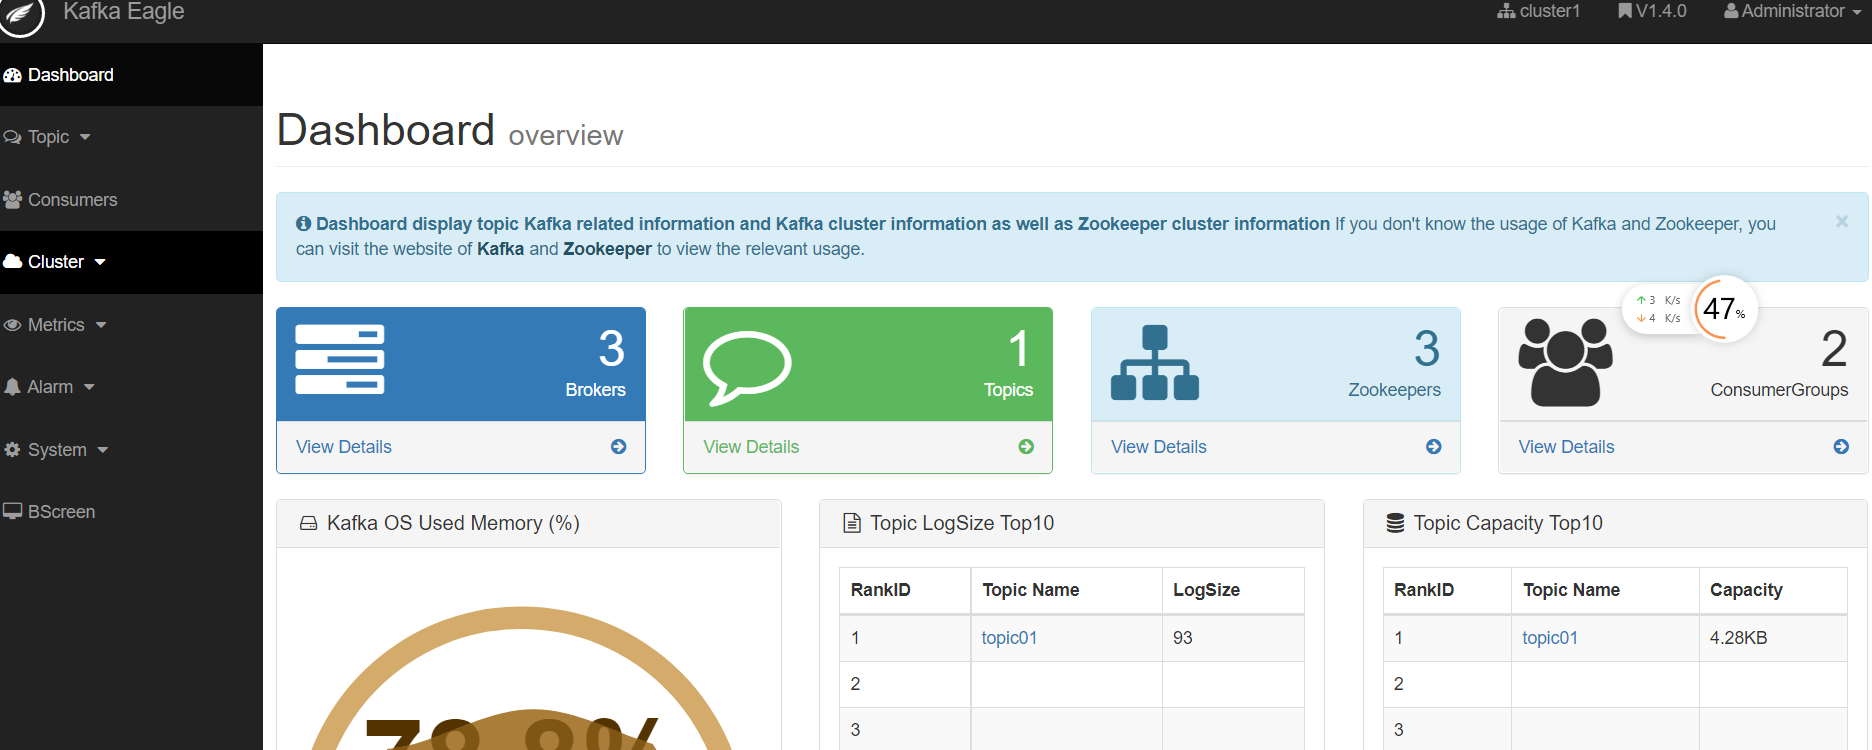 Kafka Eagle
cluster1 V1.4.0 Administrator
Dashboard
Topic
Consumers
Cluster
Metrics
Alarm
System
BScreen
Dashboard overview
Dashboard display topic Kafka related information and Kafka cluster information as well as Zookeeper cluster information If you don't know the usage of Kafka and Zookeeper, you
can visit the website of Kafka and Zookeeper to view the relevant usage.
×
3
Brokers
View Details
1
Topics
View Details
3
Zookeepers
View Details
2
ConsumerGroups
View Details
3 K/s
4 K/s
47%
Kafka OS Used Memory (%)
Topic LogSize Top10
RankID Topic Name LogSize
1 topic01 93
2
3
Topic Capacity Top10
RankID Topic Name Capacity
1 topic01 4.28KB
2
3